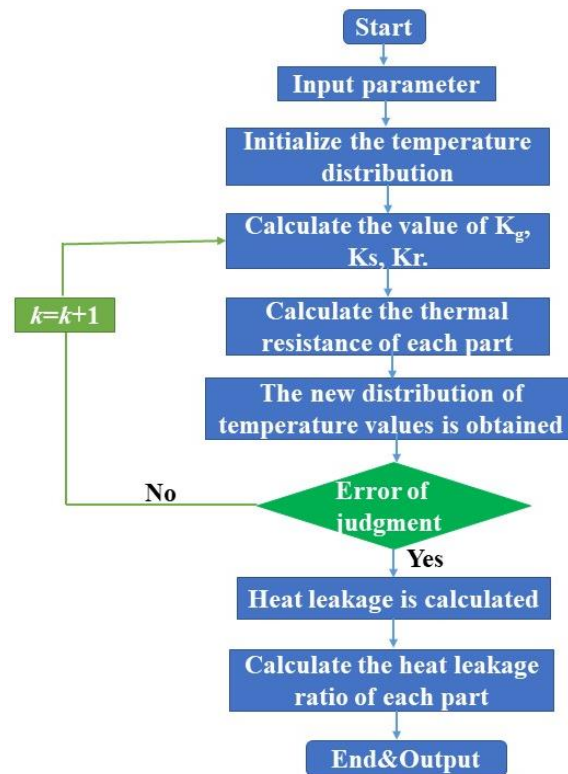 Start
Input parameter
Initialize the temperature
distribution
Calculate the value of Kg,
Ks, Kr.
k=k+1
Calculate the thermal
resistance of each part
The new distribution of
temperature values is obtained
No
Error of
judgment
Yes
Heat leakage is calculated
Calculate the heat leakage
ratio of each part
End&Output